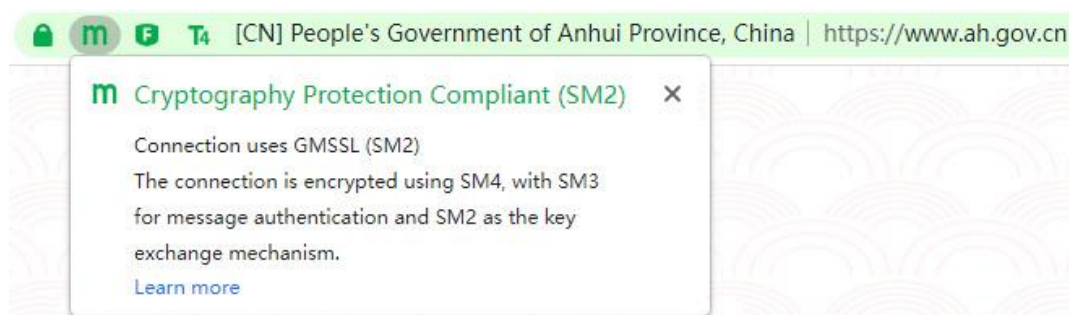 m F T4 [CN] People's Government of Anhui Province, China | https://www.ah.gov.cn
m Cryptography Protection Compliant (SM2) ×
Connection uses GMSSL (SM2)
The connection is encrypted using SM4, with SM3
for message authentication and SM2 as the key
exchange mechanism.
Learn more